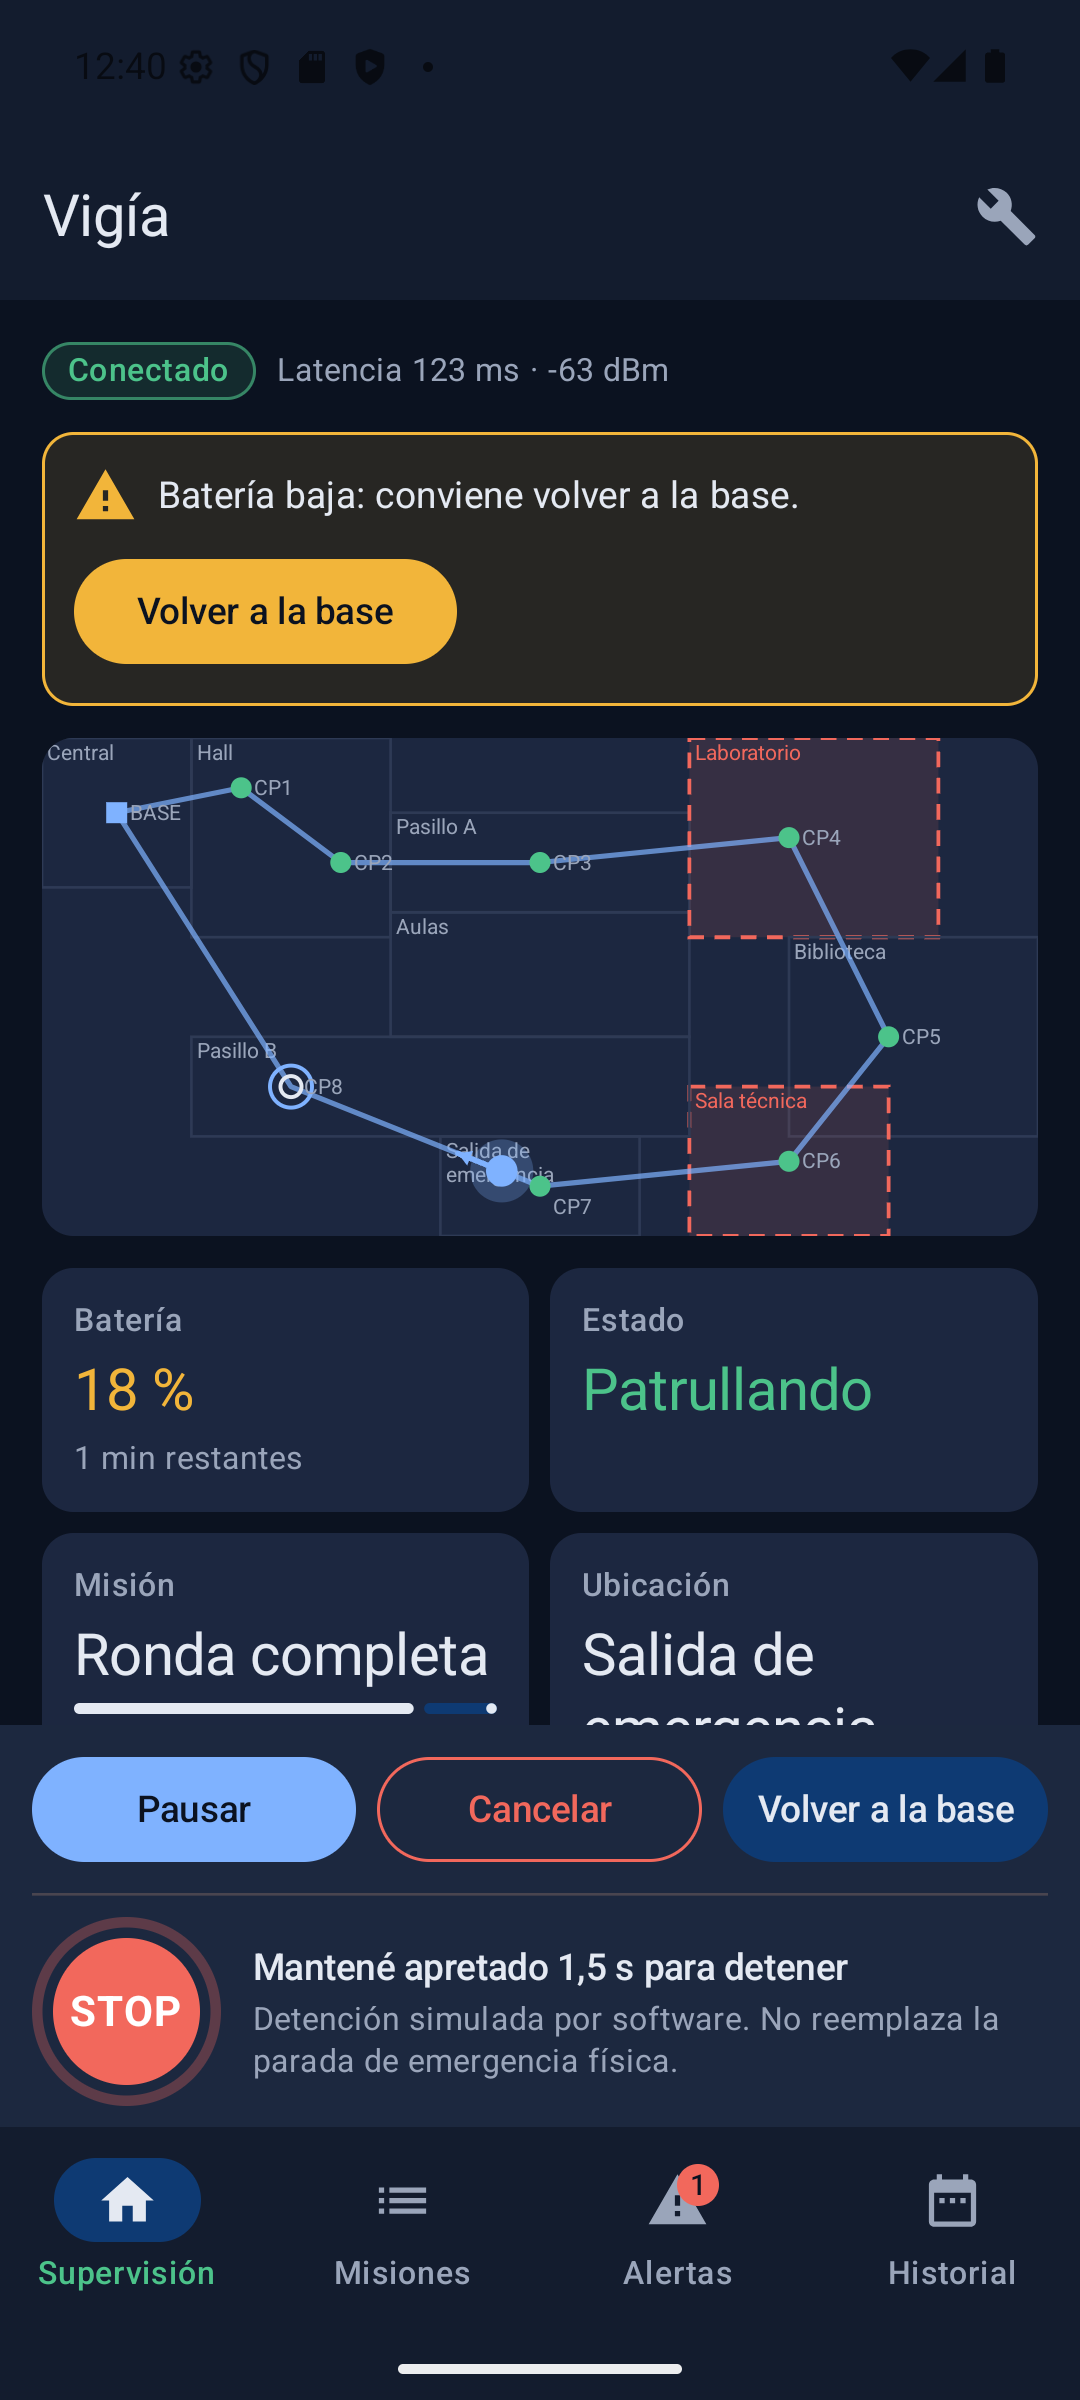 12:40
Vigía
Conectado
Latencia 123 ms · -63 dBm
Batería baja: conviene volver a la base.
Volver a la base
Central
Hall
Laboratorio
CP1
BASE
Pasillo A
CP4
CP2
CP3
Aulas
Biblioteca
CP5
Pasillo B
CP8
Sala técnica
Salida de
emergencia
CP6
CP7
Batería
18 %
1 min restantes
Estado
Patrullando
Misión
Ronda completa
Ubicación
Salida de
emergencia
Pausar
Cancelar
Volver a la base
STOP
Mantené apretado 1,5 s para detener
Detención simulada por software. No reemplaza la
parada de emergencia física.
1
Supervisión
Misiones
Alertas
Historial